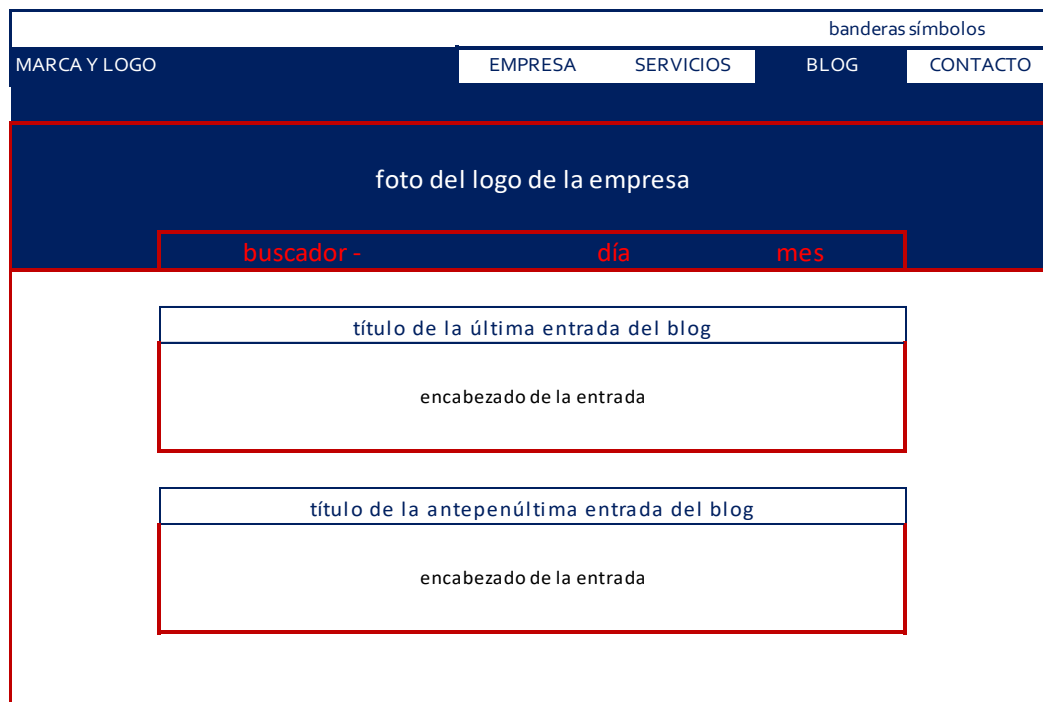 banderas símbolos
MARCA Y LOGO EMPRESA SERVICIOS BLOG CONTACTO
foto del logo de la empresa
buscador - día mes
título de la última entrada del blog
encabezado de la entrada
título de la antepenúltima entrada del blog
encabezado de la entrada